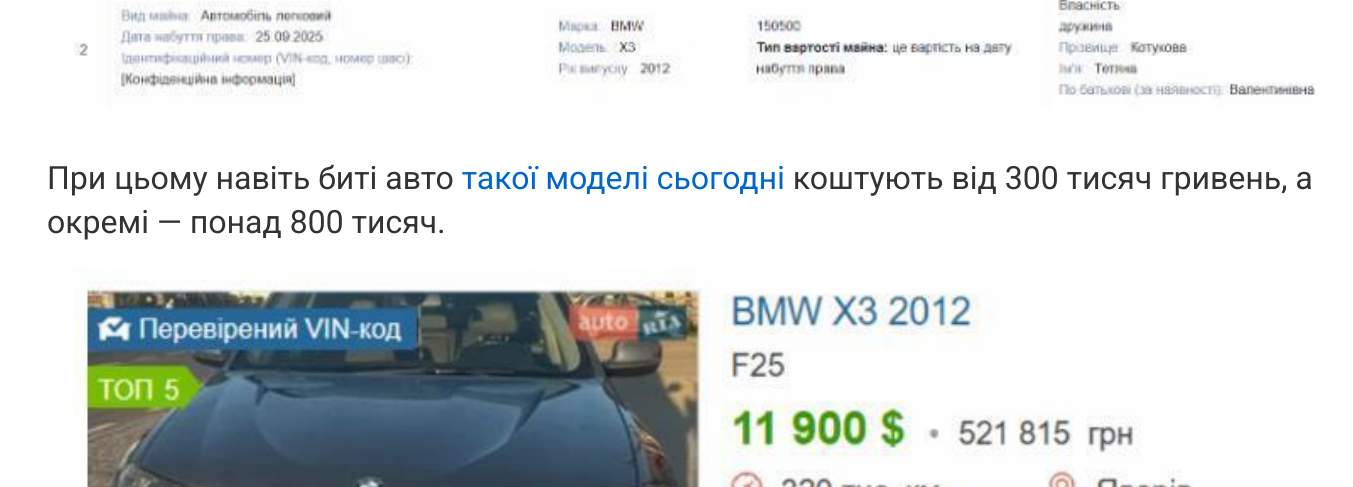 Вид майна: Автомобіль легковий
Дата набуття права: 25.09.2025
Ідентифікаційний номер (VIN-код, номер шасі):
[Конфіденційна інформація]
2
Марка: BMW
Модель: X3
Рік випуску: 2012
150500
Тип вартості майна: це вартість на дату
набуття права
Власність
дружина
Прізвище: Котукова
Ім'я: Тетяна
По батькові (за наявності): Валентинівна
При цьому навіть биті авто такої моделі сьогодні коштують від 300 тисяч гривень, а
окремі — понад 800 тисяч.
Перевірений VIN-код
auto RIA
ТОП 5
BMW X3 2012
F25
11 900 $ • 521 815 грн